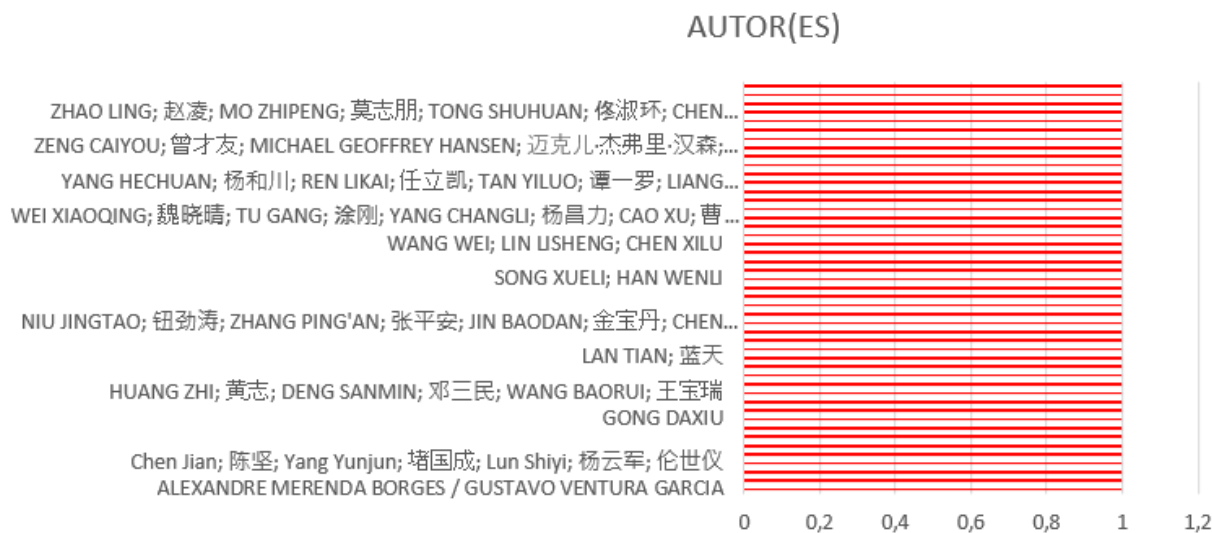 AUTOR(ES)
ZHAO LING; 赵凌; MO ZHIPENG; 莫志朋; TONG SHUHUAN; 佟淑环; CHEN...
ZENG CAIYOU; 曾才友; MICHAEL GEOFFREY HANSEN; 迈克儿·杰弗里·汉森;...
YANG HECHUAN; 杨和川; REN LIKAI; 任立凯; TAN YILUO; 谭一罗; LIANG...
WEI XIAOQING; 魏晓晴; TU GANG; 涂刚; YANG CHANGLI; 杨昌力; CAO XU; 曹...
WANG WEI; LIN LISHENG; CHEN XILU
SONG XUELI; HAN WENLI
NIU JINGTAO; 钮劲涛; ZHANG PING'AN; 张平安; JIN BAODAN; 金宝丹; CHEN...
LAN TIAN; 蓝天
HUANG ZHI; 黄志; DENG SANMIN; 邓三民; WANG BAORUI; 王宝瑞
GONG DAXIU
Chen Jian; 陈坚; Yang Yunjun; 堵国成; Lun Shiyi; 杨云军; 伦世仪
ALEXANDRE MERENDA BORGES / GUSTAVO VENTURA GARCIA
0 0,2 0,4 0,6 0,8 1 1,2